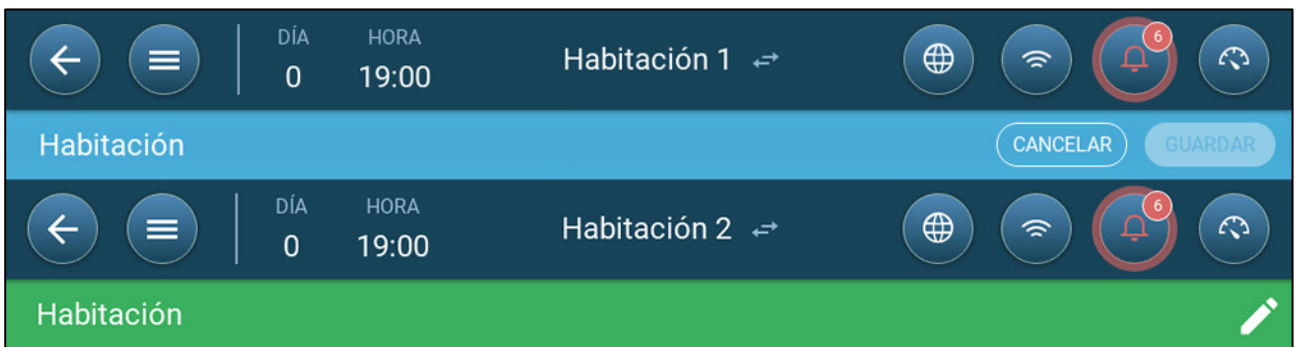 DÍA HORA
Habitación 1
6
0 19:00
Habitación CANCELAR GUARDAR
DÍA HORA
Habitación 2
6
0 19:00
Habitación